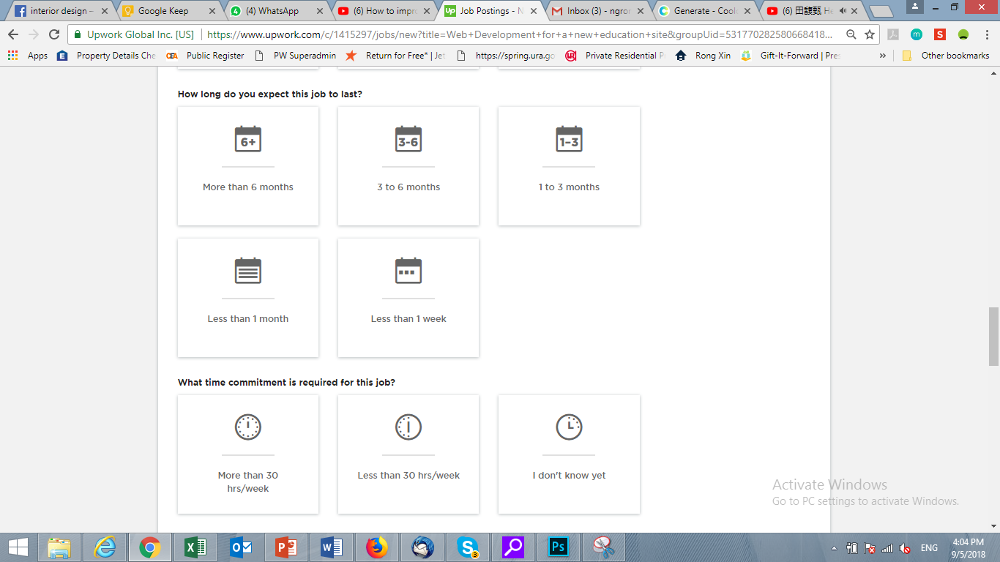 interior design –
Google Keep
(4) WhatsApp
(6) How to impro
Job Postings - N
Inbox (3) - ngron
Generate - Coolo
(6) 田馥甄 He
Upwork Global Inc. [US]
https://www.upwork.com/c/1415297/jobs/new?title=Web+Development+for+a+new+education+site&groupUid=531770282580668418...
Apps
Property Details Che
CEA
Public Register
PW Superadmin
Return for Free* | Jet
https://spring.ura.go
Private Residential P
Rong Xin
Gift-It-Forward | Pre
»
Other bookmarks
How long do you expect this job to last?
6+
3-6
1-3
More than 6 months
3 to 6 months
1 to 3 months
Less than 1 month
Less than 1 week
What time commitment is required for this job?
More than 30
hrs/week
Less than 30 hrs/week
I don't know yet
Activate Windows
Go to PC settings to activate Windows.
ENG
4:04 PM
9/5/2018